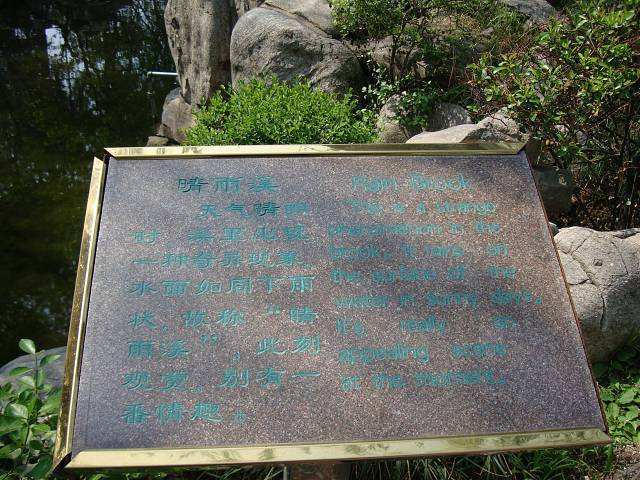 晴雨溪
天气晴朗
时，溪里出现
一种奇异现象，
水面如同下雨
状，故称“晴
雨溪”，此刻
观赏，别有一
番情趣。
Rain Brook
This is a strange
phenomenon in the
brook, it rains on
the surface of the
water in sunny days.
It's really an
appealing scene
at the moment.